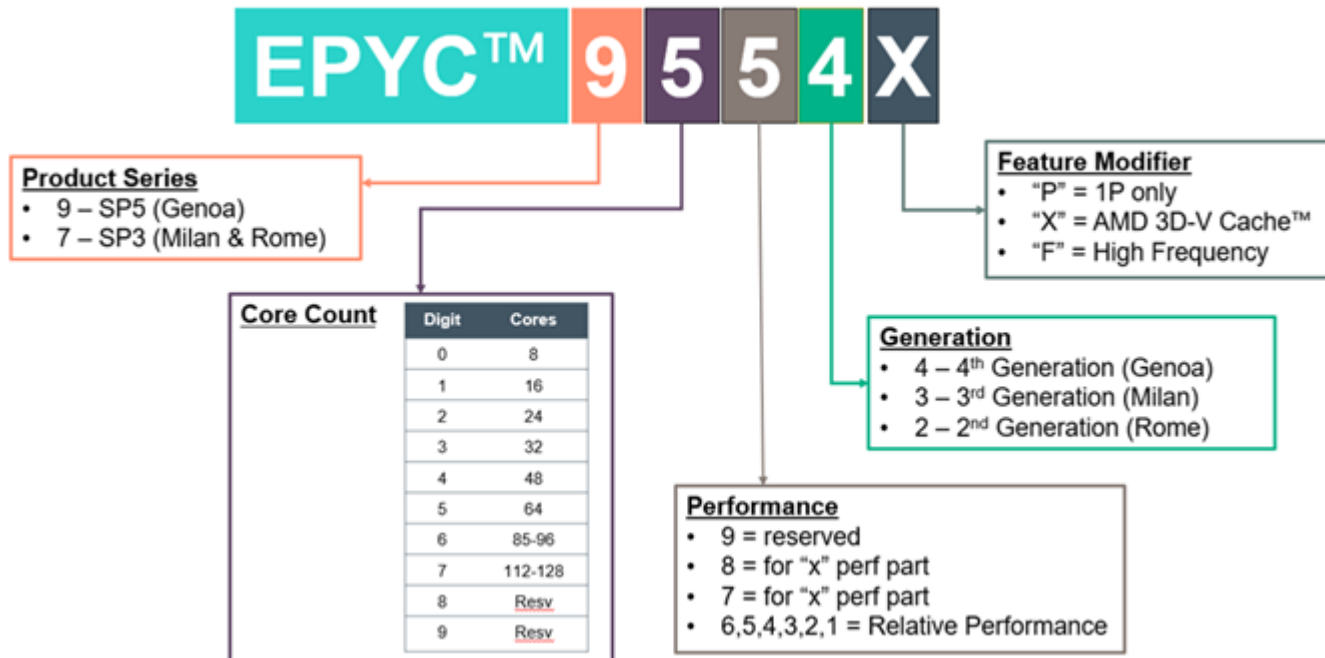 EPYC™ 9 5 5 4 X
Product Series
• 9 – SP5 (Genoa)
• 7 – SP3 (Milan & Rome)
Feature Modifier
• “P” = 1P only
• “X” = AMD 3D-V Cache™
• “F” = High Frequency
Core Count
Digit Cores
0 8
1 16
2 24
3 32
4 48
5 64
6 85-96
7 112-128
8 Resv
9 Resv
Generation
• 4 – 4th Generation (Genoa)
• 3 – 3rd Generation (Milan)
• 2 – 2nd Generation (Rome)
Performance
• 9 = reserved
• 8 = for “x” perf part
• 7 = for “x” perf part
• 6,5,4,3,2,1 = Relative Performance